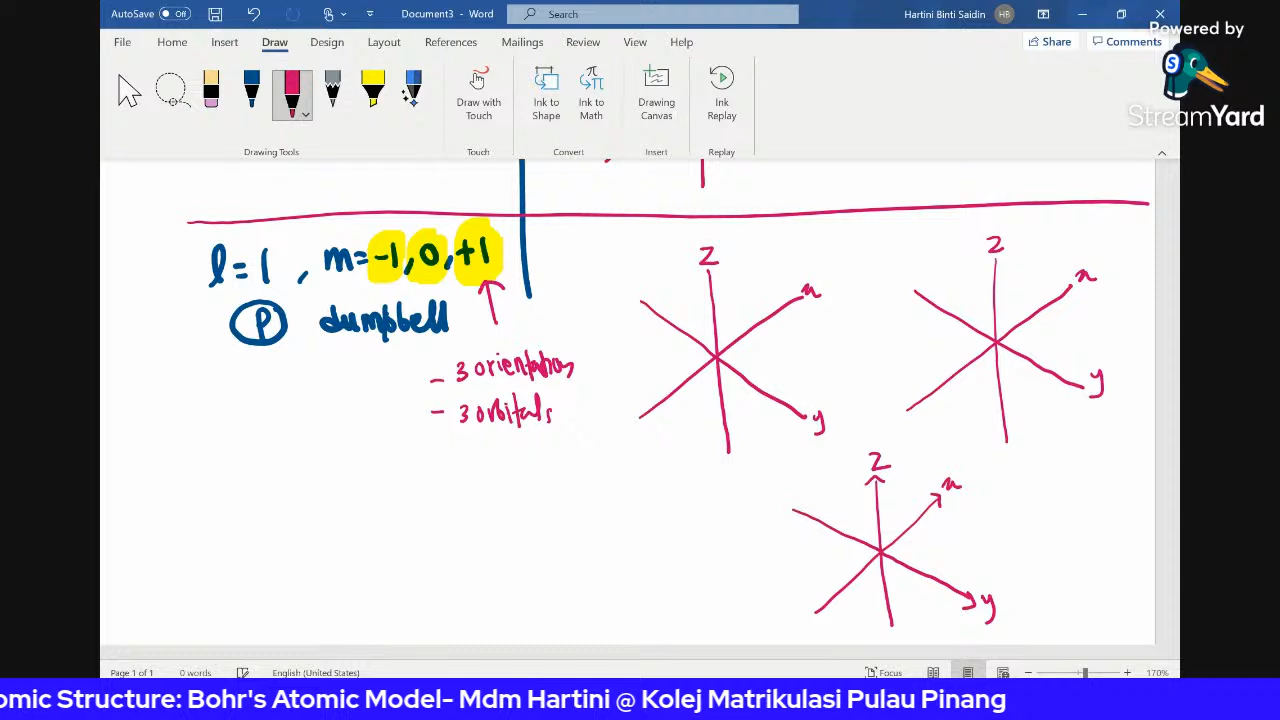 AutoSave Off Document3 - Word Search Hartini Binti Saidin HB
Powered by
StreamYard
File Home Insert Draw Design Layout References Mailings Review View Help Share Comments
Draw with Touch Ink to Shape Ink to Math Drawing Canvas Ink Replay
Drawing Tools Touch Convert Insert Replay
l = 1 , m = -1, 0, +1
p dumbbell
- 3 orientation
- 3 orbitals
z x y
z x y
z x y
Page 1 of 1 0 words English (United States) Focus 170%
omic Structure: Bohr's Atomic Model- Mdm Hartini @ Kolej Matrikulasi Pulau Pinang